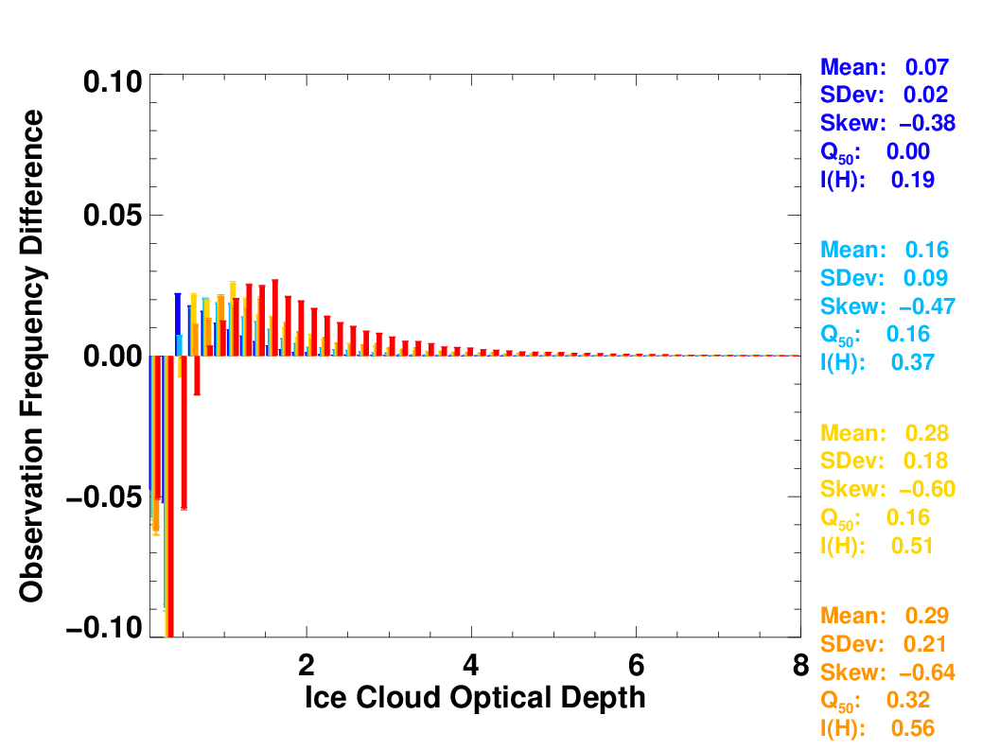 Mean: 0.07
SDev: 0.02
Skew: −0.38
Q50: 0.00
I(H): 0.19
Mean: 0.16
SDev: 0.09
Skew: −0.47
Q50: 0.16
I(H): 0.37
Mean: 0.28
SDev: 0.18
Skew: −0.60
Q50: 0.16
I(H): 0.51
Mean: 0.29
SDev: 0.21
Skew: −0.64
Q50: 0.32
I(H): 0.56
Observation Frequency Difference
0.10
0.05
0.00
−0.05
−0.10
2 4 6 8
Ice Cloud Optical Depth